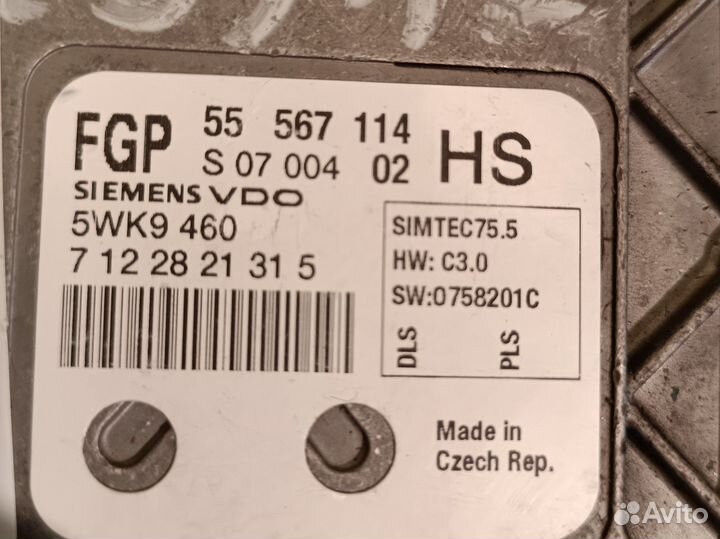 FGP 55 567 114 HS
S 07 004 02
SIEMENS VDO
5WK9 460
7 12 28 21 31 5
SIMTEC75.5
HW: C3.0
SW:0758201C
DLS PLS
Made in
Czech Rep.
Avito